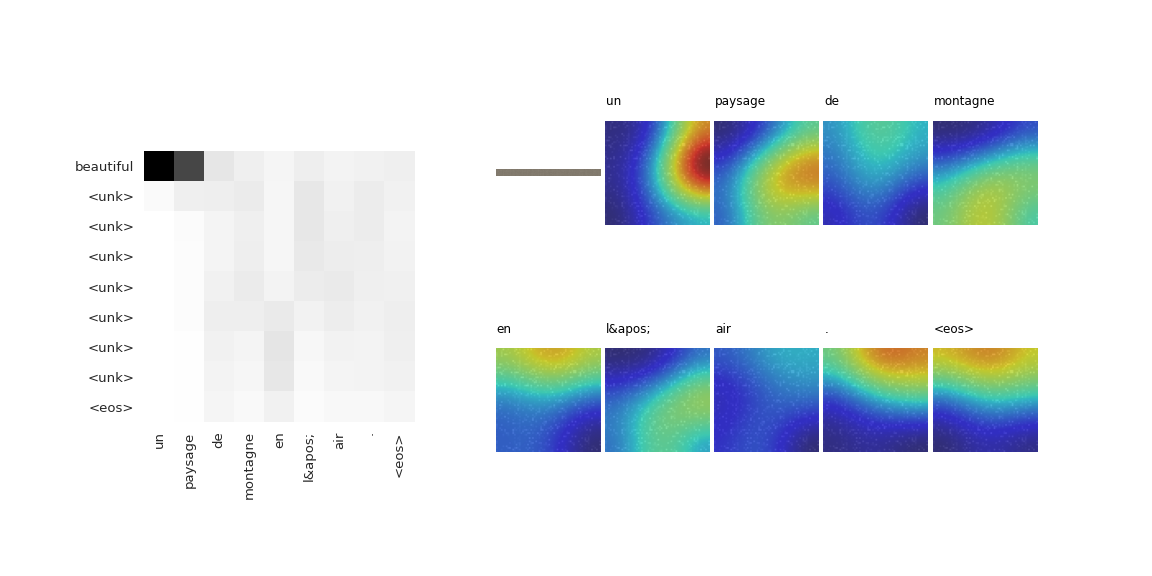 beautiful
<unk>
<unk>
<unk>
<unk>
<unk>
<unk>
<unk>
<eos>
un paysage de montagne en l&apos; air . <eos>
un paysage de montagne
en l&apos; air . <eos>